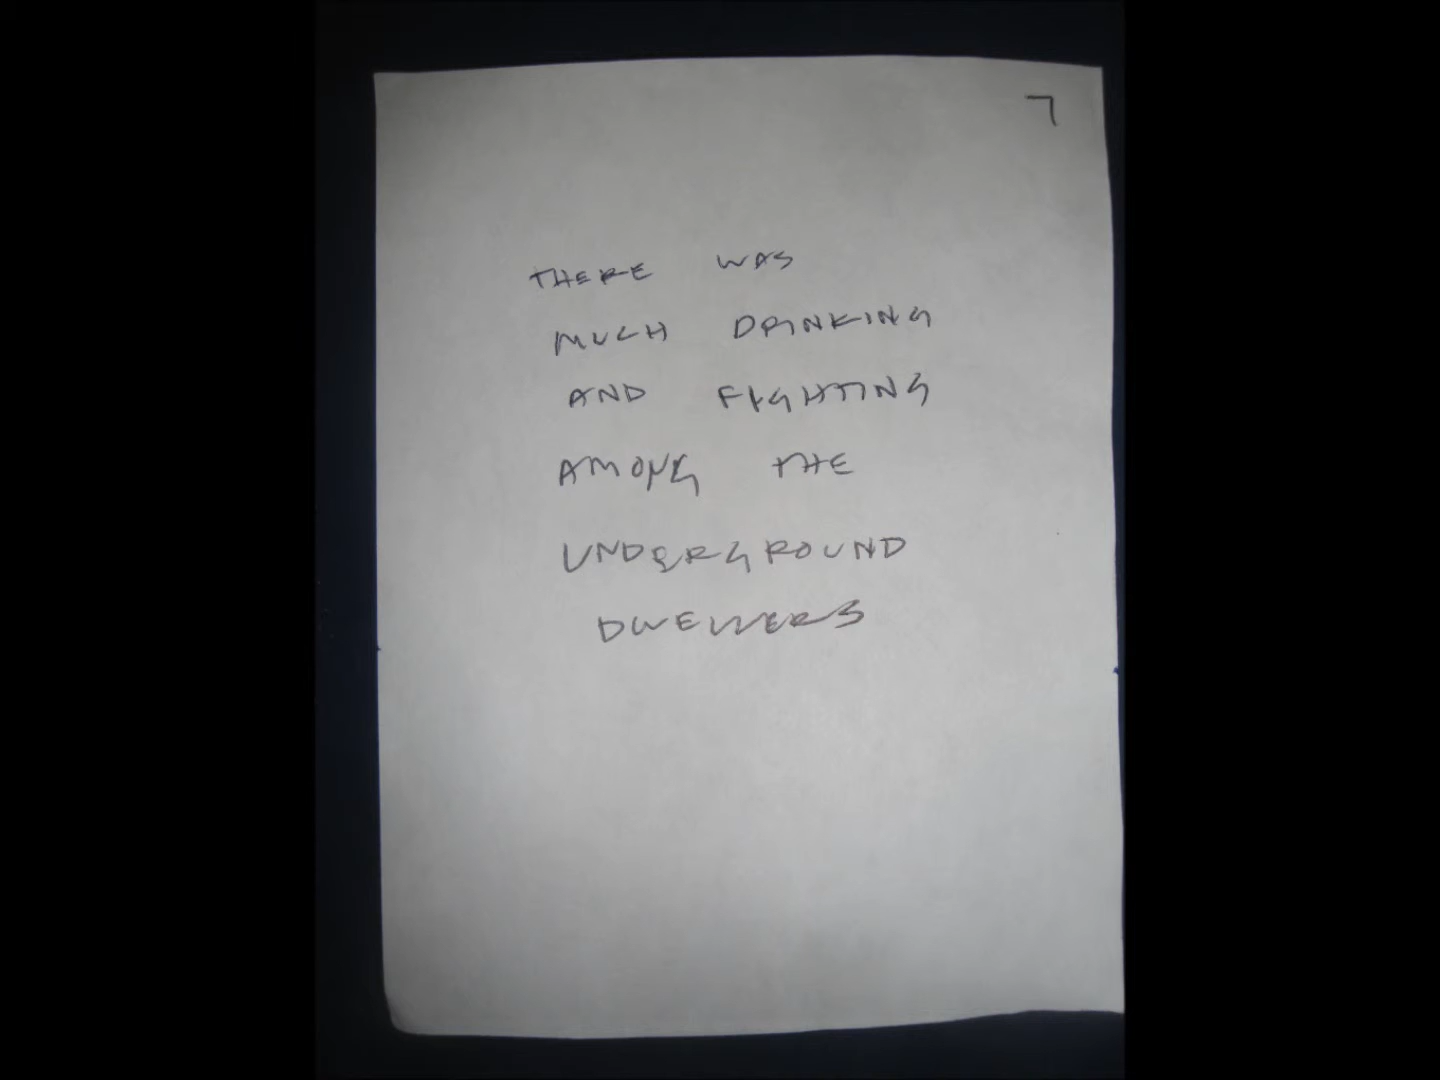 7
THERE WAS
MUCH DRINKING
AND FIGHTING
AMONG THE
UNDERGROUND
DWELLERS